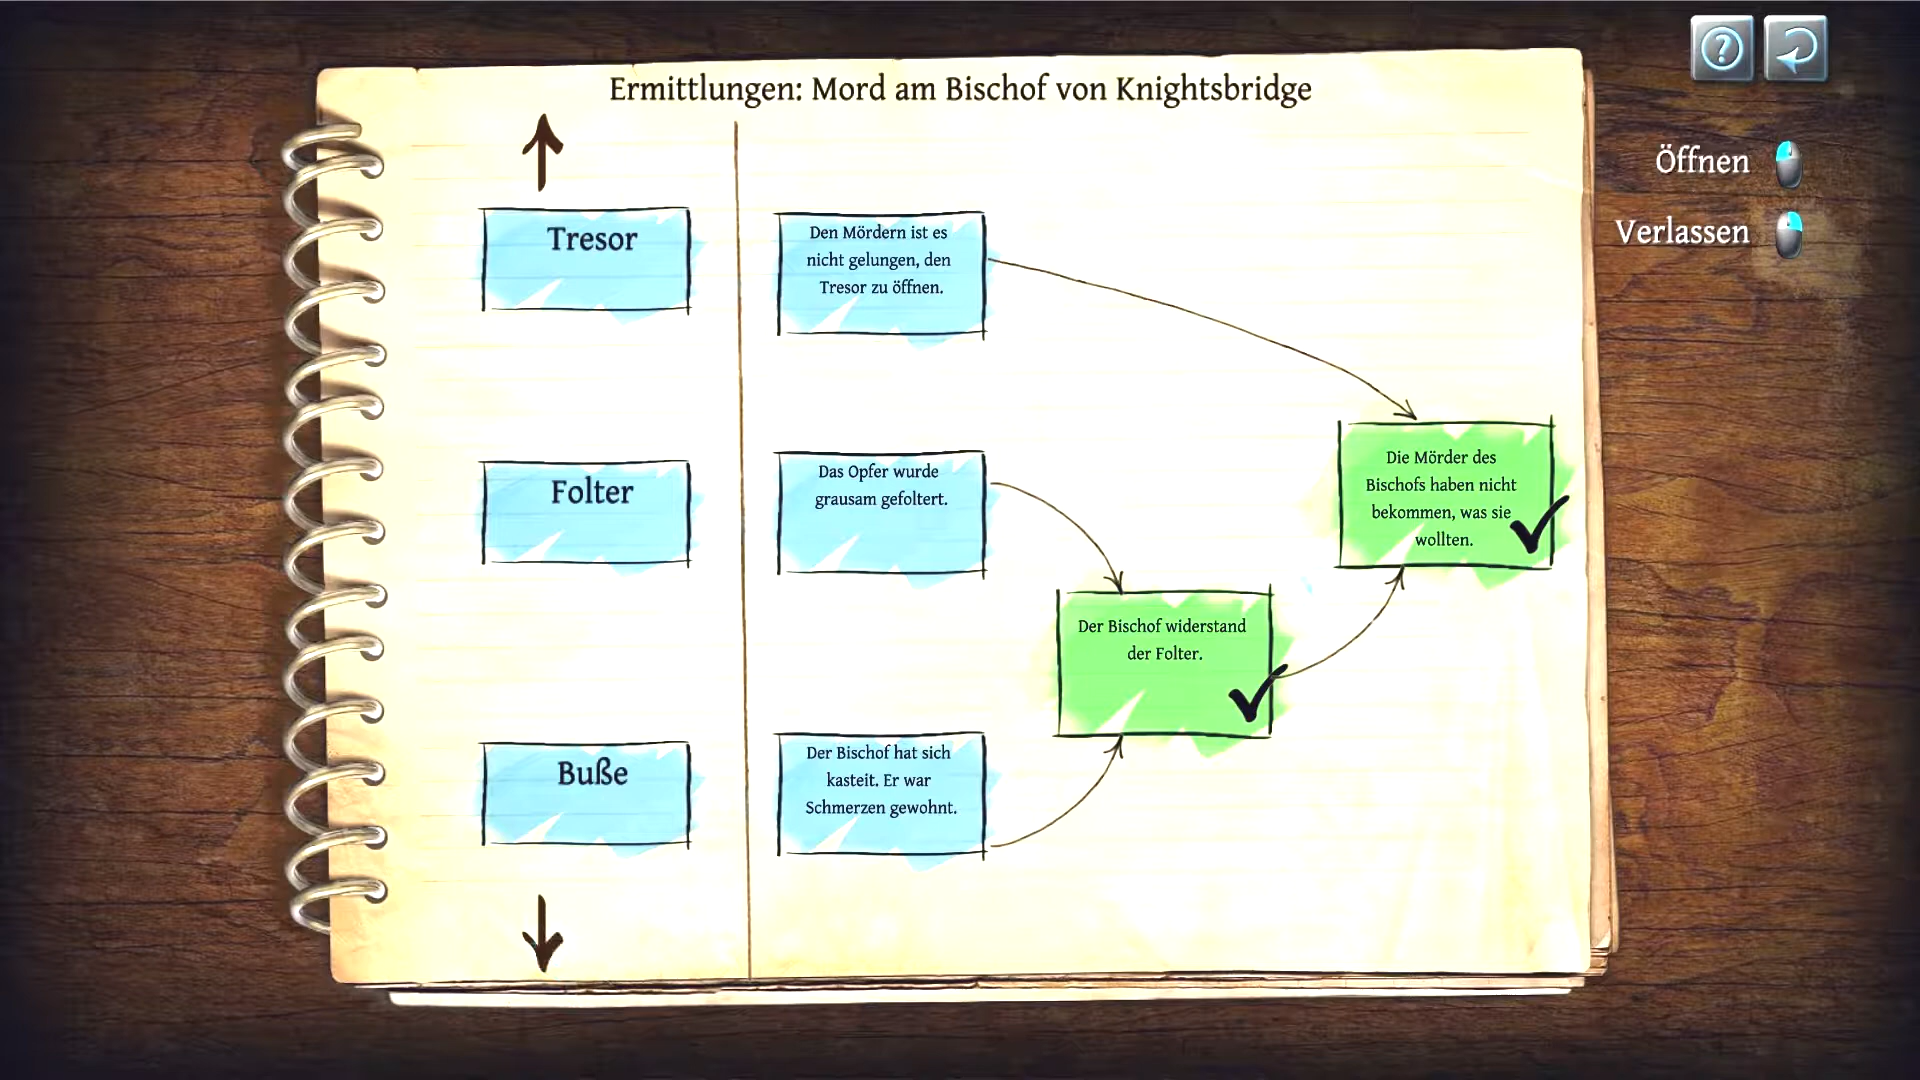 Ermittlungen: Mord am Bischof von Knightsbridge
Öffnen
Verlassen
Tresor
Den Mördern ist es
nicht gelungen, den
Tresor zu öffnen.
Folter
Das Opfer wurde
grausam gefoltert.
Die Mörder des
Bischofs haben nicht
bekommen, was sie
wollten.
Der Bischof widerstand
der Folter.
Buße
Der Bischof hat sich
kasteit. Er war
Schmerzen gewohnt.